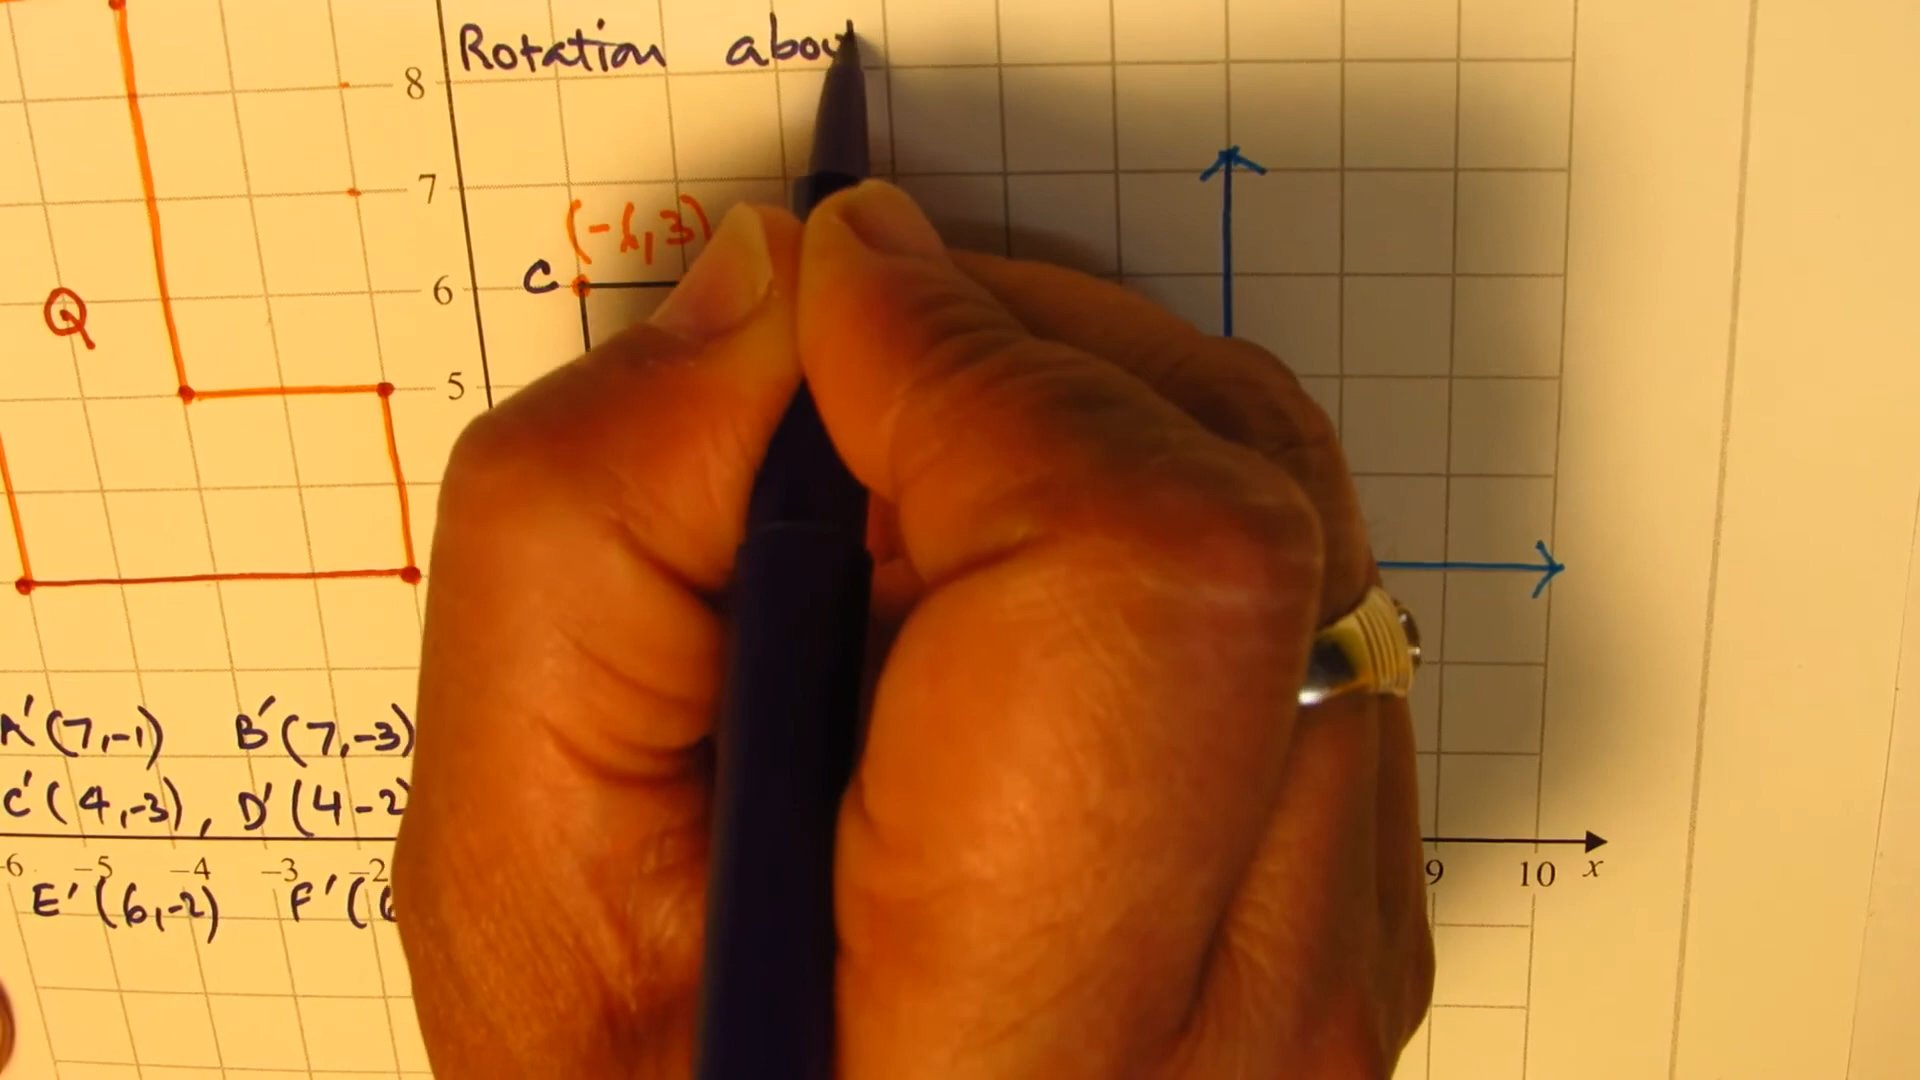 Rotation abou
8
7
(-6,3)
C
6
Q
5
A'(7,-1) B'(7,-3)
C'(4,-3), D'(4-2)
-6 -5 -4 -3 -2 9 10 x
E'(6,-2) F'(6